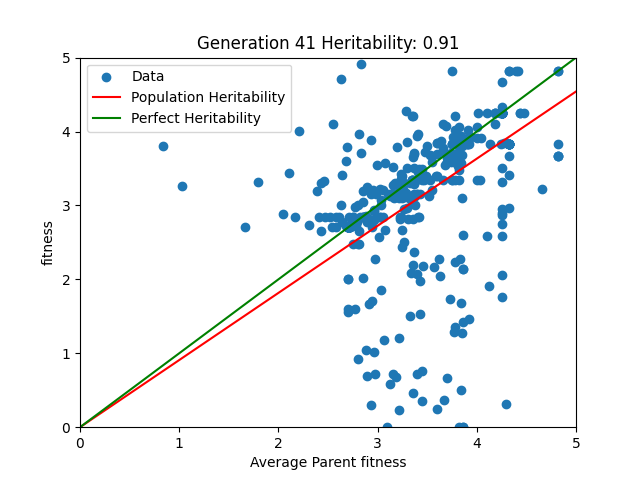 Generation 41 Heritability: 0.91
Data
Population Heritability
Perfect Heritability
5
4
3
2
1
0
fitness
0 1 2 3 4 5
Average Parent fitness